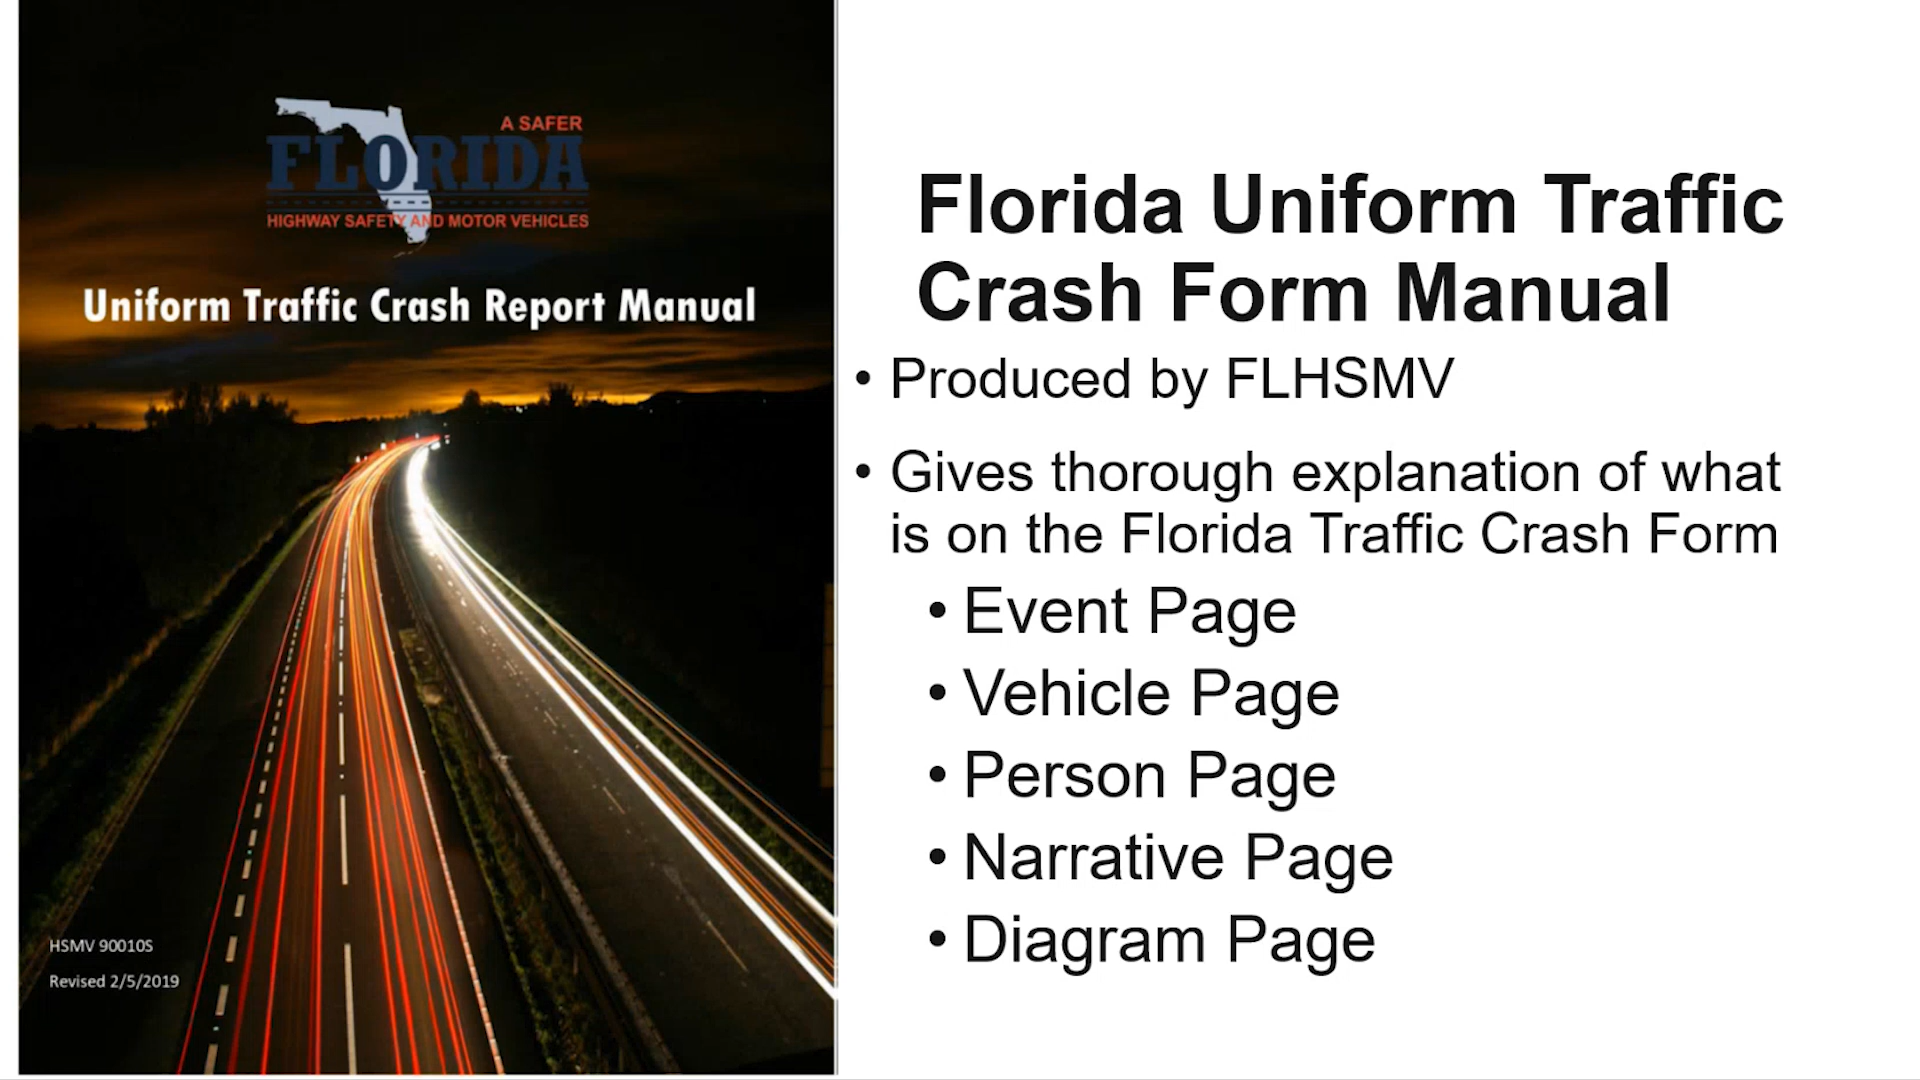 A SAFER
FLORIDA
HIGHWAY SAFETY AND MOTOR VEHICLES
Uniform Traffic Crash Report Manual
HSMV 90010S
Revised 2/5/2019
Florida Uniform Traffic
Crash Form Manual
• Produced by FLHSMV
• Gives thorough explanation of what
is on the Florida Traffic Crash Form
• Event Page
• Vehicle Page
• Person Page
• Narrative Page
• Diagram Page